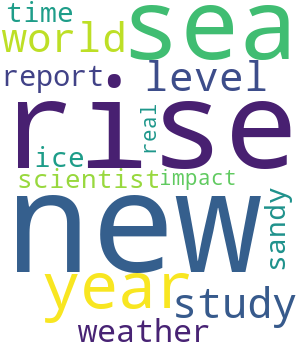 time
sea
world
report
level
rise
real
ice
scientist
impact
new
sandy
year
study
weather